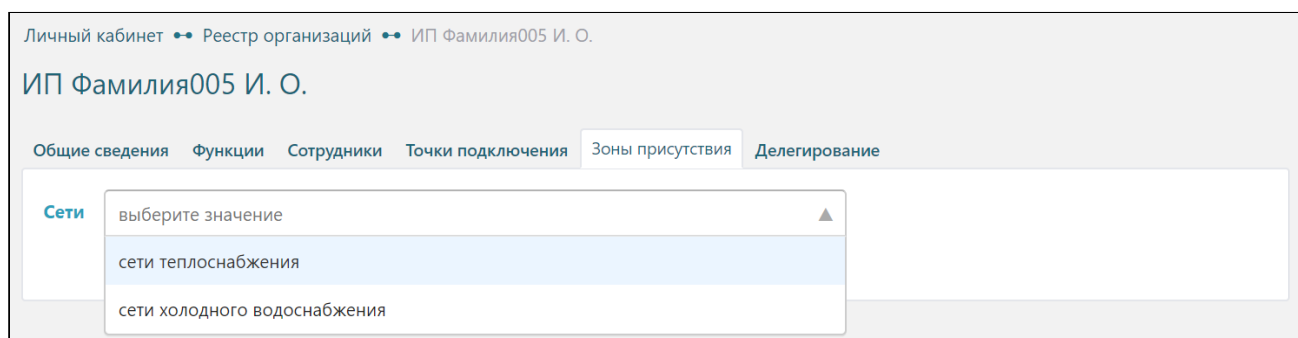 Личный кабинет Реестр организаций ИП Фамилия005 И. О.
ИП Фамилия005 И. О.
Общие сведения Функции Сотрудники Точки подключения Зоны присутствия Делегирование
Сети выберите значение
сети теплоснабжения
сети холодного водоснабжения